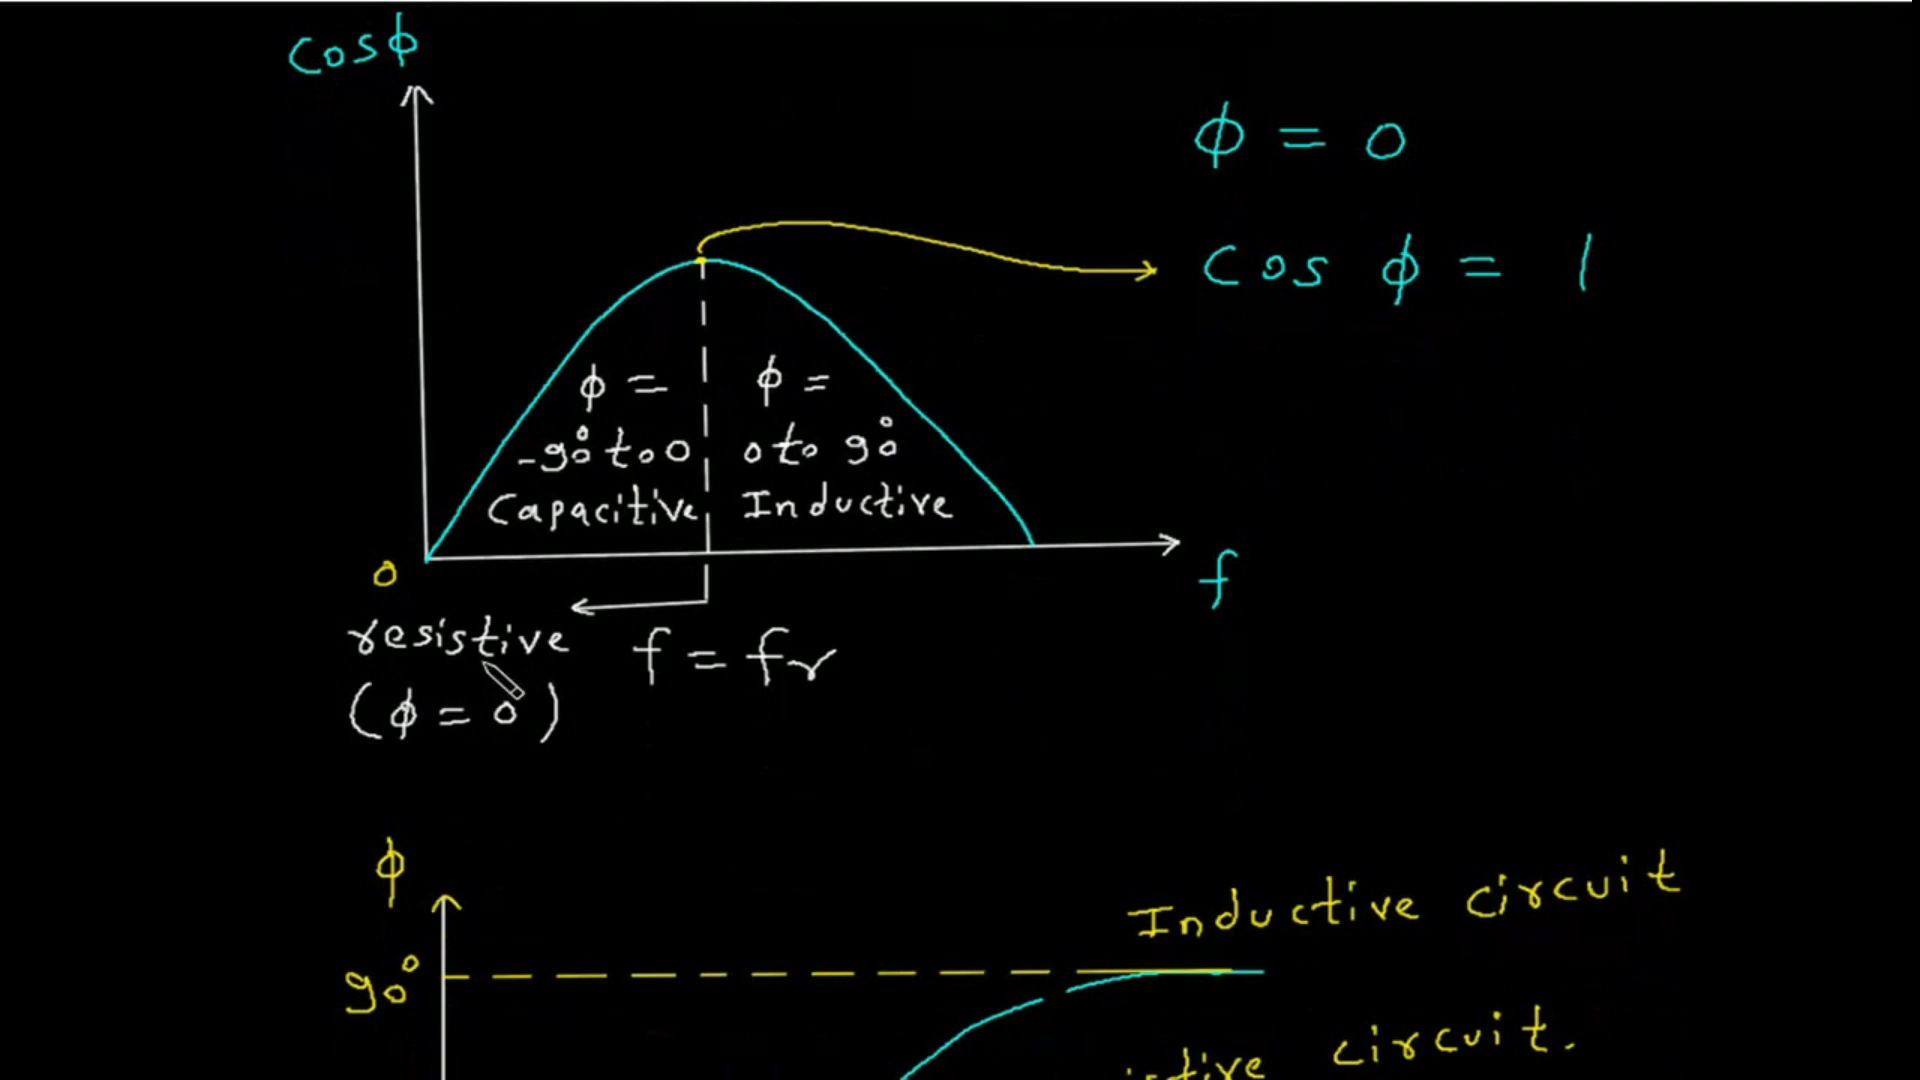 cosϕ
ϕ = 0
cos ϕ = 1
ϕ =
-90° to 0
Capacitive
ϕ =
0 to 90°
Inductive
0
f
resistive
(ϕ = 0)
f = fr
ϕ
Inductive circuit
90°
circuit.